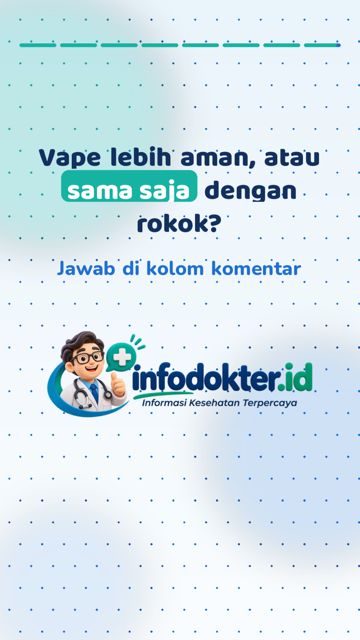 Vape lebih aman, atau
sama saja dengan
rokok?
Jawab di kolom komentar
infodokter.id
Informasi Kesehatan Terpercaya